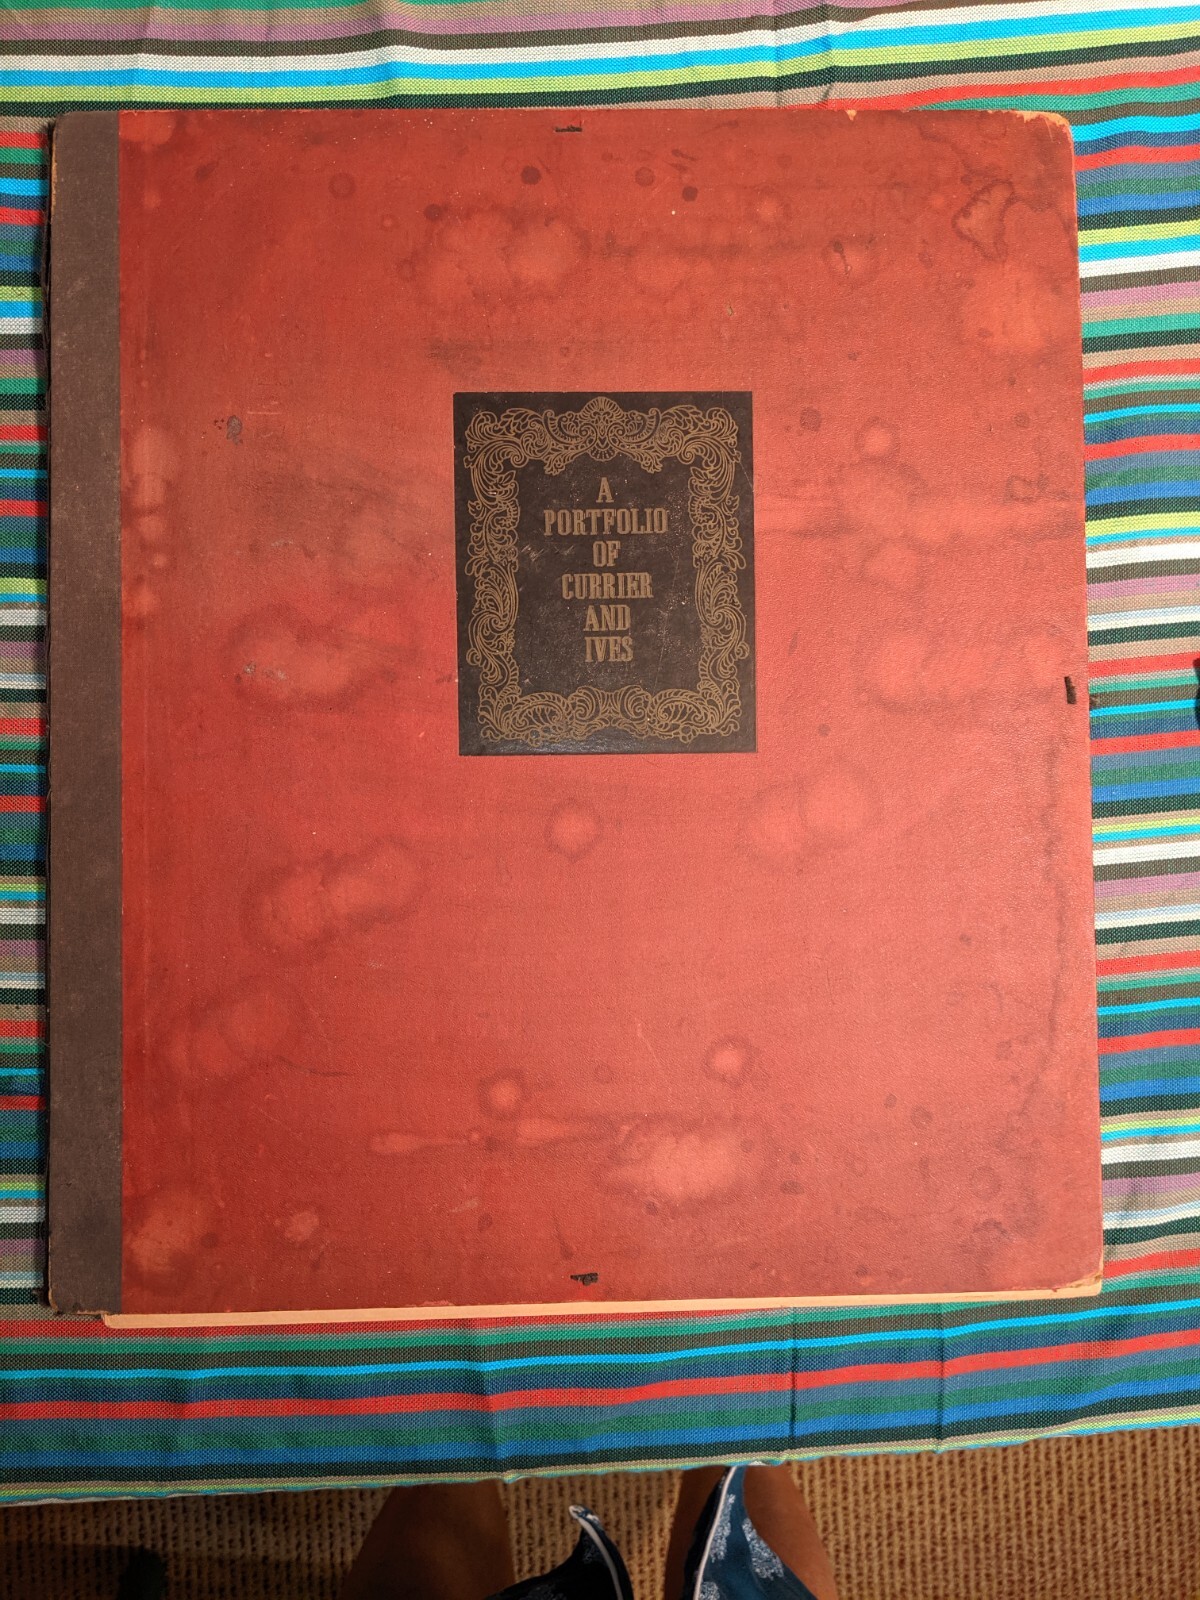 A
PORTFOLIO
OF
CURRIER
AND
IVES